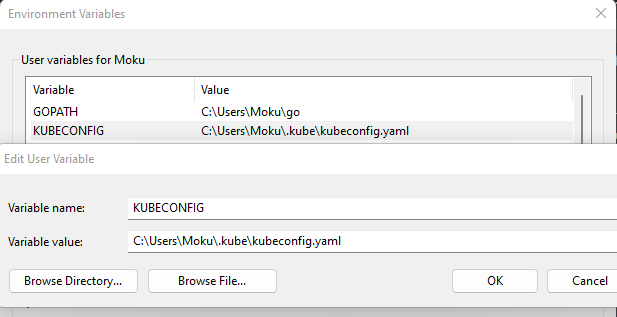 Environment Variables
User variables for Moku
Variable Value
GOPATH C:\Users\Moku\go
KUBECONFIG C:\Users\Moku\.kube\kubeconfig.yaml
Edit User Variable
Variable name: KUBECONFIG
Variable value: C:\Users\Moku\.kube\kubeconfig.yaml
Browse Directory... Browse File... OK Cancel